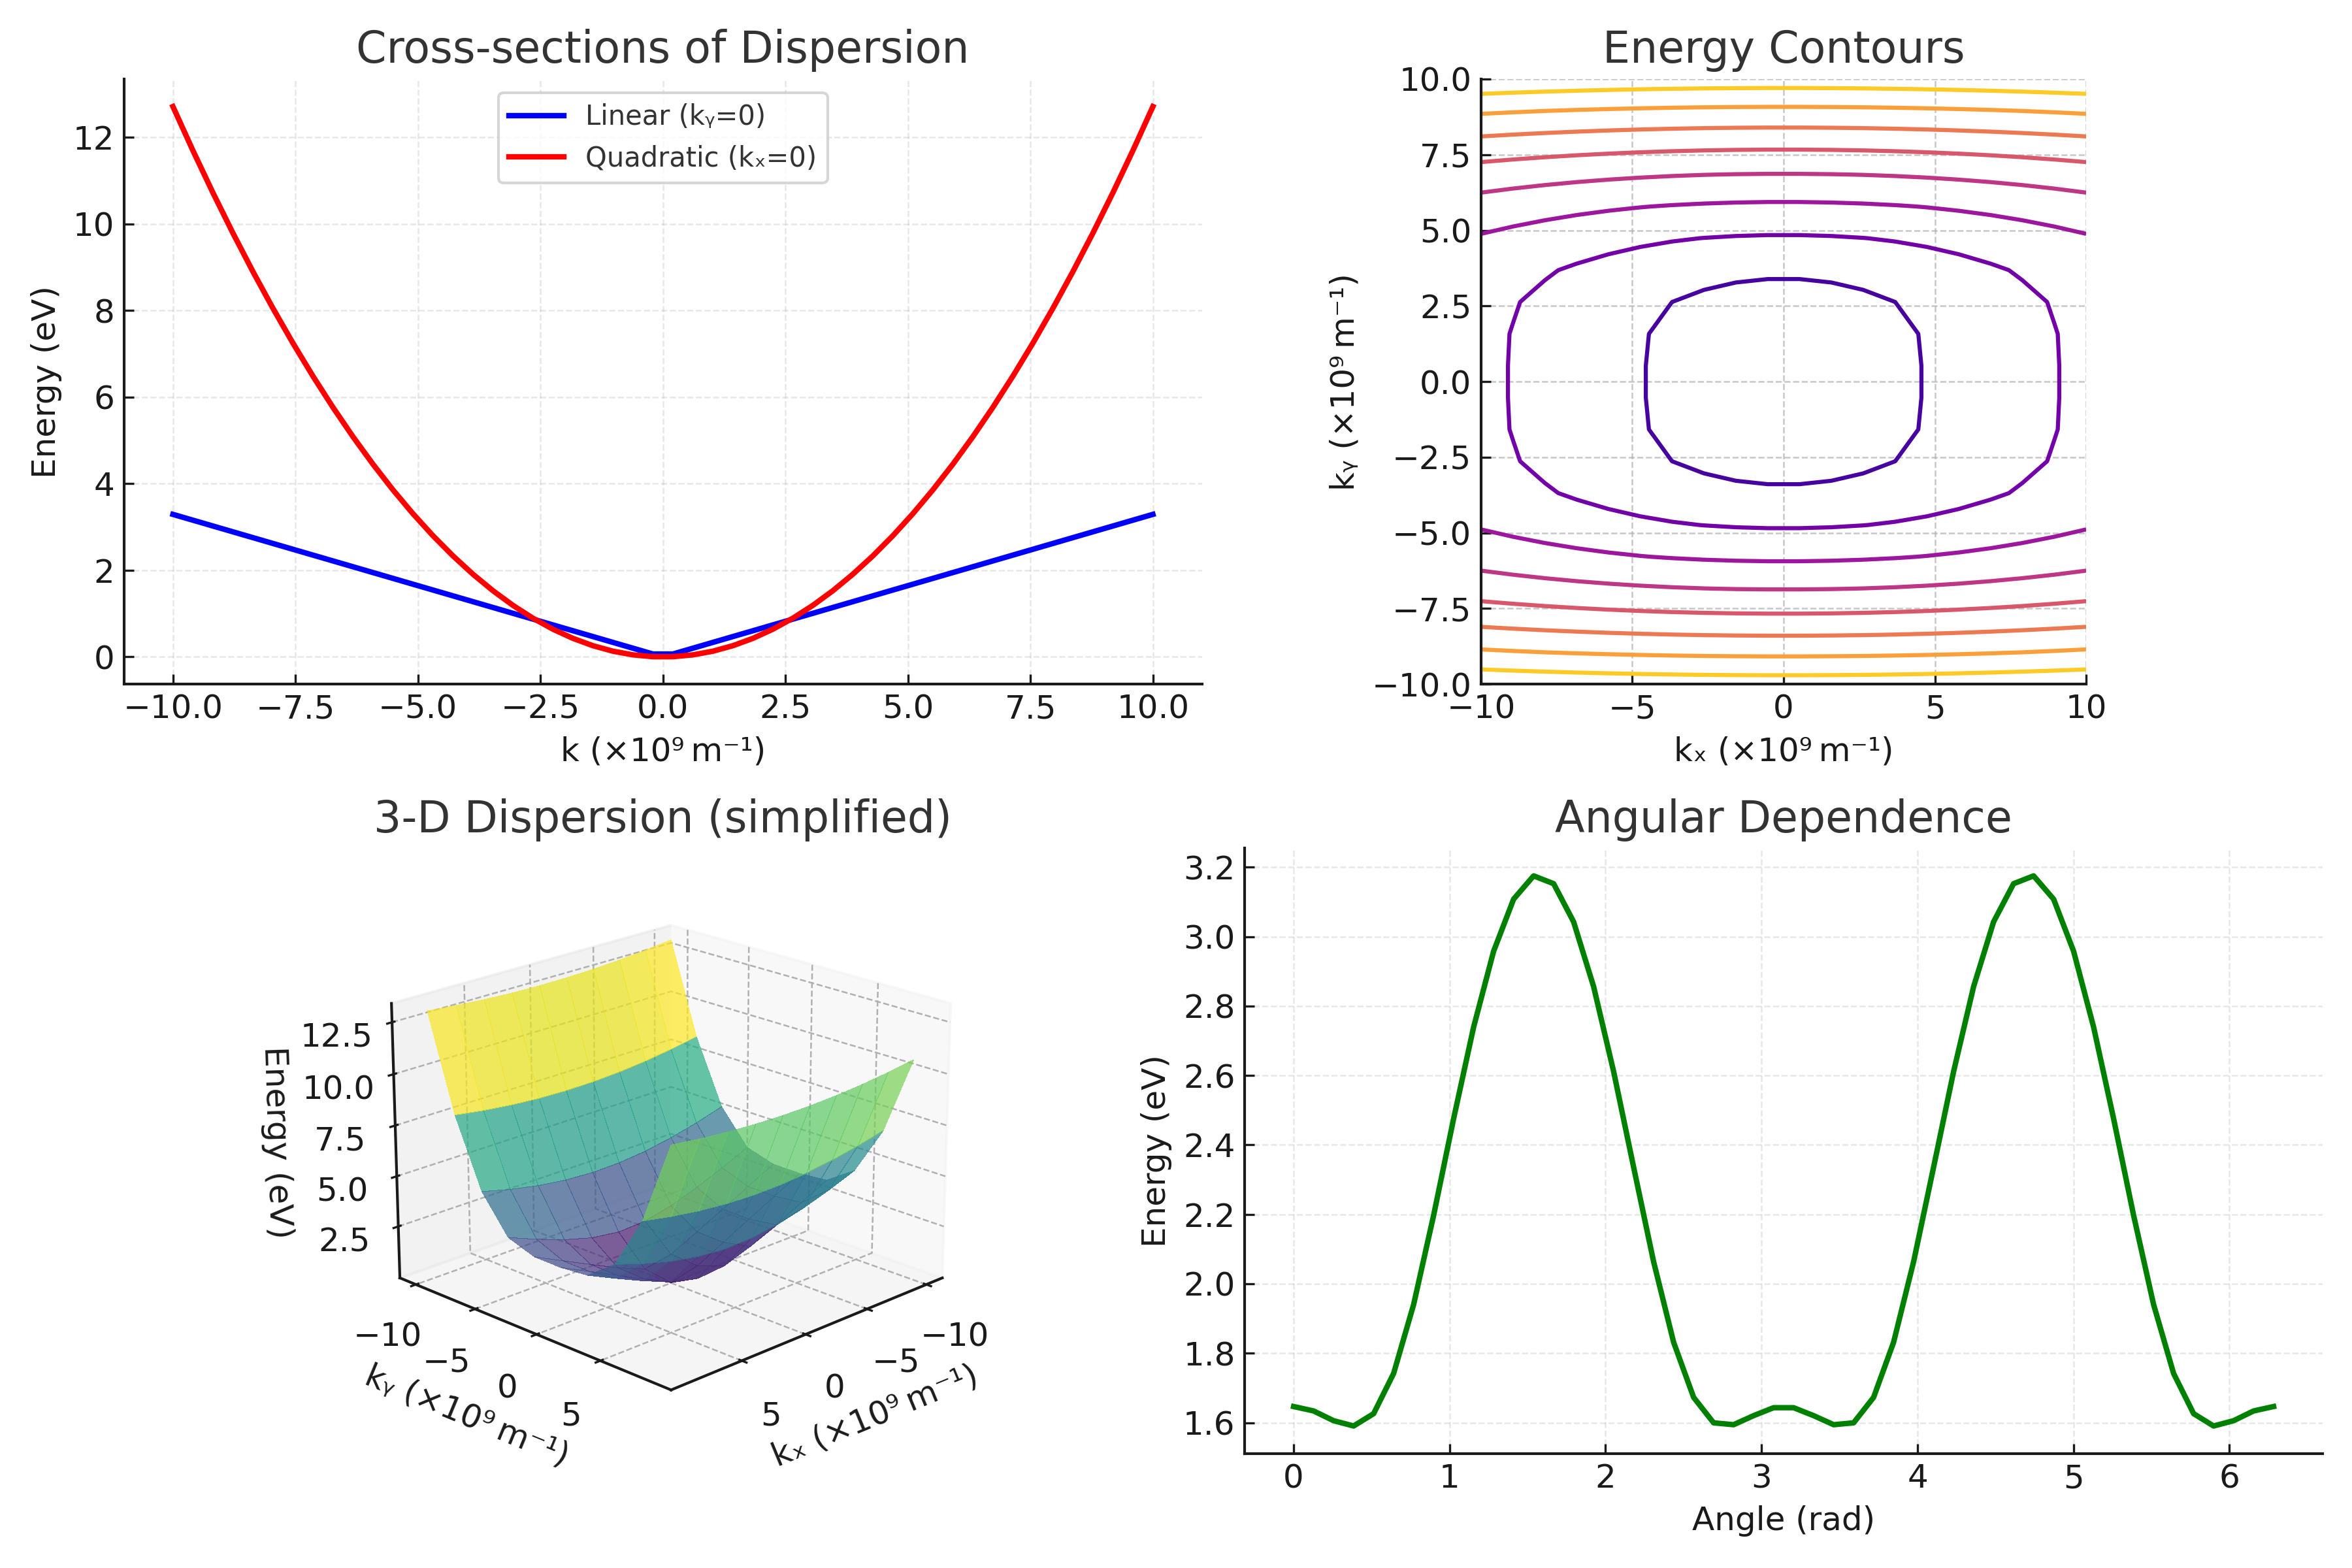 Cross-sections of Dispersion
Linear (kᵧ=0)
Quadratic (kₓ=0)
Energy (eV)
12
10
8
6
4
2
0
−10.0 −7.5 −5.0 −2.5 0.0 2.5 5.0 7.5 10.0
k (×10⁹ m⁻¹)
Energy Contours
kᵧ (×10⁹ m⁻¹)
10.0
7.5
5.0
2.5
0.0
−2.5
−5.0
−7.5
−10.0
−10 −5 0 5 10
kₓ (×10⁹ m⁻¹)
3-D Dispersion (simplified)
Energy (eV)
12.5
10.0
7.5
5.0
2.5
−10 −5 0 5
kᵧ (×10⁹ m⁻¹)
5 0 −5 −10
kₓ (×10⁹ m⁻¹)
Angular Dependence
Energy (eV)
3.2
3.0
2.8
2.6
2.4
2.2
2.0
1.8
1.6
0 1 2 3 4 5 6
Angle (rad)